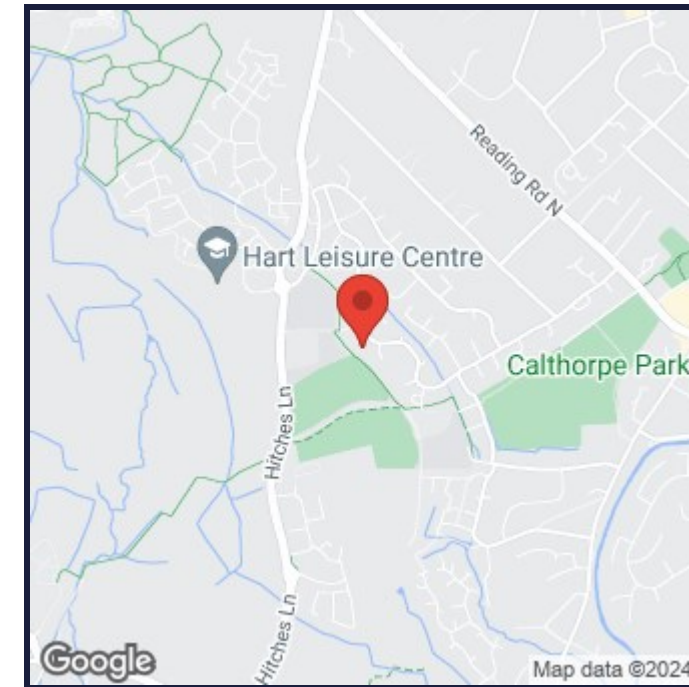 Reading Rd N
Hart Leisure Centre
Calthorpe Park
Hitches Ln
Hitches Ln
Google
Map data ©2024